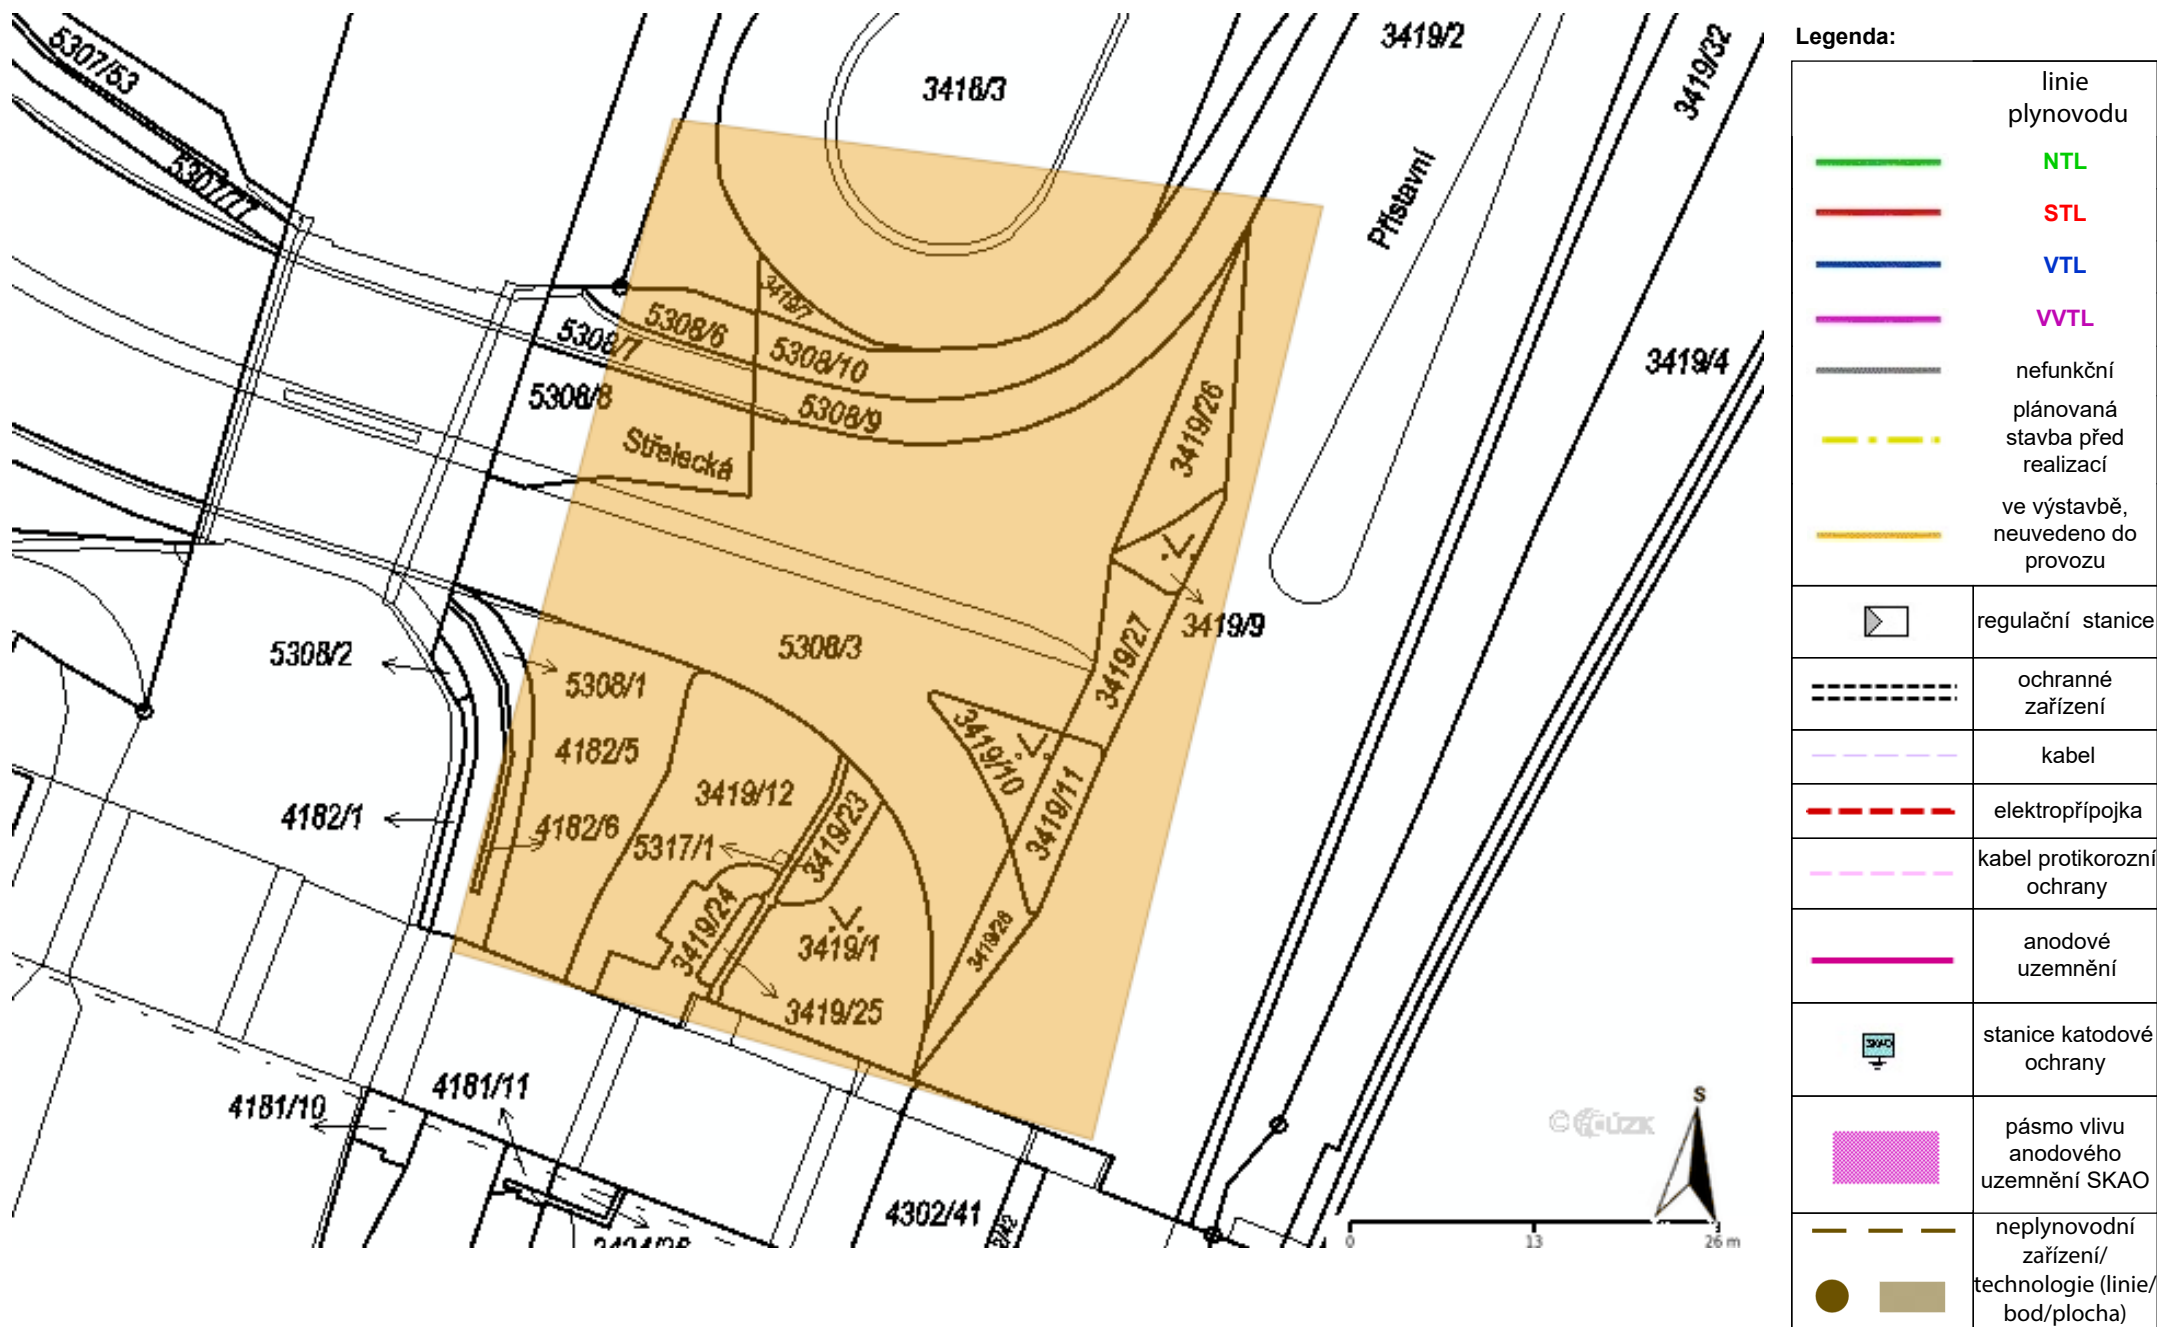 5307/53
5307/7
3418/3
3419/2
3419/32
Přístavní
3419/7
5308/6
5308/7
5308/10
5308/8
5308/9
Střelecká
3419/26
3419/4
3419/9
3419/27
5308/3
5308/2
5308/1
4182/5
3419/10
3419/12
3419/11
4182/1
4182/6
5317/1
3419/23
3419/24
3419/1
3419/28
3419/25
4181/11
4181/10
4302/41
S
0
13
26 m
Legenda:
linie
plynovodu
NTL
STL
VTL
VVTL
nefunkční
plánovaná
stavba před
realizací
ve výstavbě,
neuvedeno do
provozu
regulační stanice
ochranné
zařízení
kabel
elektropřípojka
kabel protikorozní
ochrany
anodové
uzemnění
SKAO
stanice katodové
ochrany
pásmo vlivu
anodového
uzemnění SKAO
neplynovodní
zařízení/
technologie (linie/
bod/plocha)